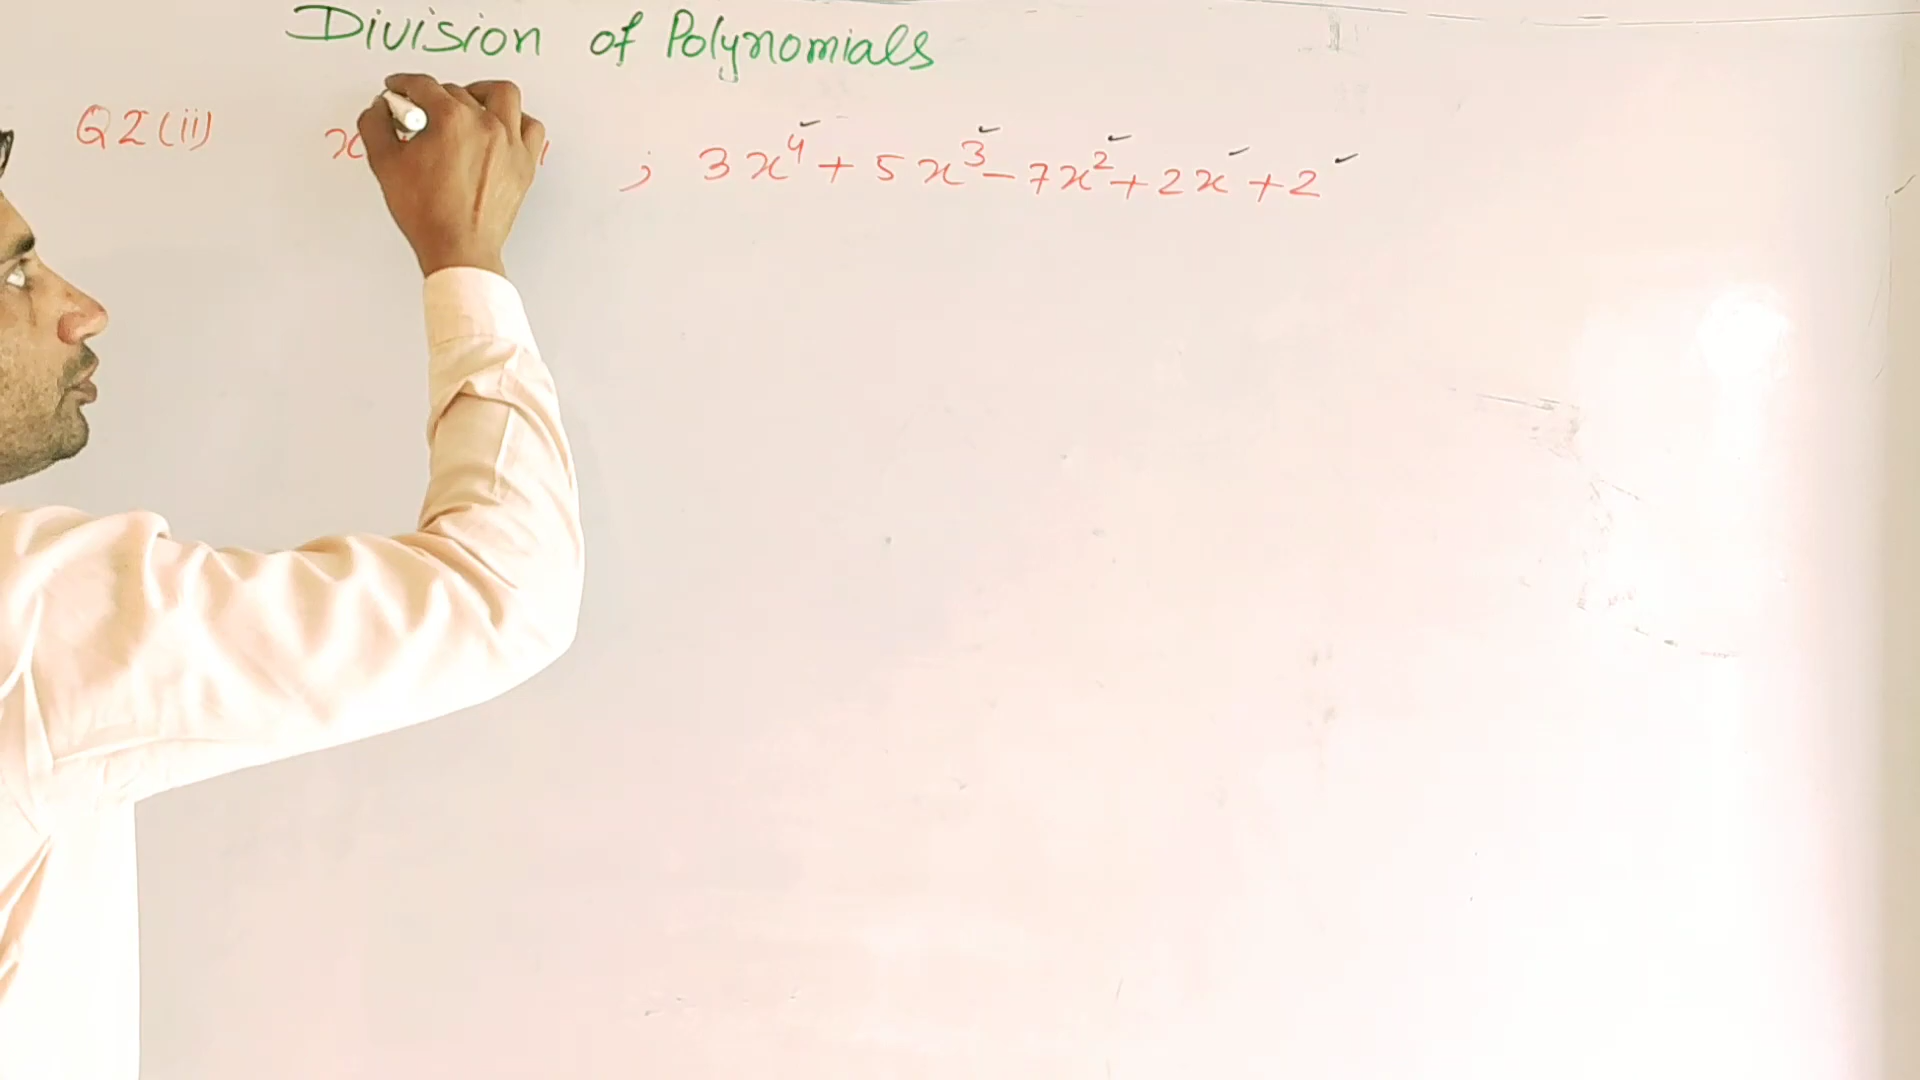 Division of Polynomials
Q2(ii) x ; 3x⁴ + 5x³ - 7x² + 2x + 2